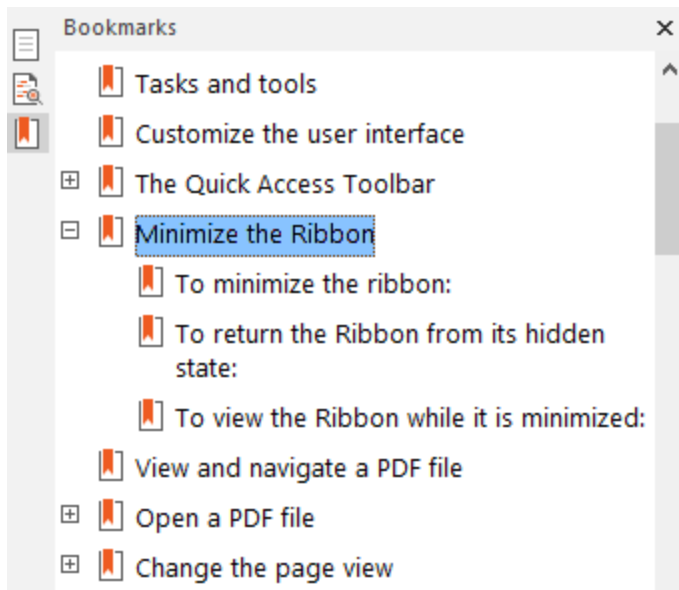 Bookmarks
Tasks and tools
Customize the user interface
The Quick Access Toolbar
Minimize the Ribbon
To minimize the ribbon:
To return the Ribbon from its hidden
state:
To view the Ribbon while it is minimized:
View and navigate a PDF file
Open a PDF file
Change the page view